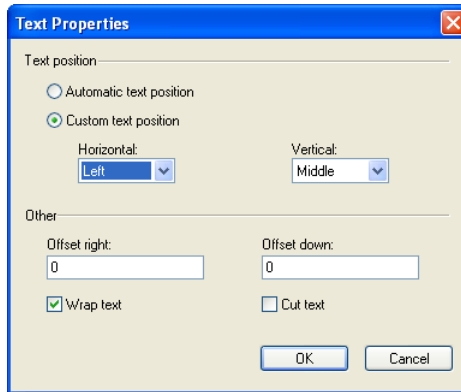 Text Properties
Text position
Automatic text position
Custom text position
Horizontal: Vertical:
Left Middle
Other
Offset right: Offset down:
0 0
Wrap text Cut text
OK Cancel